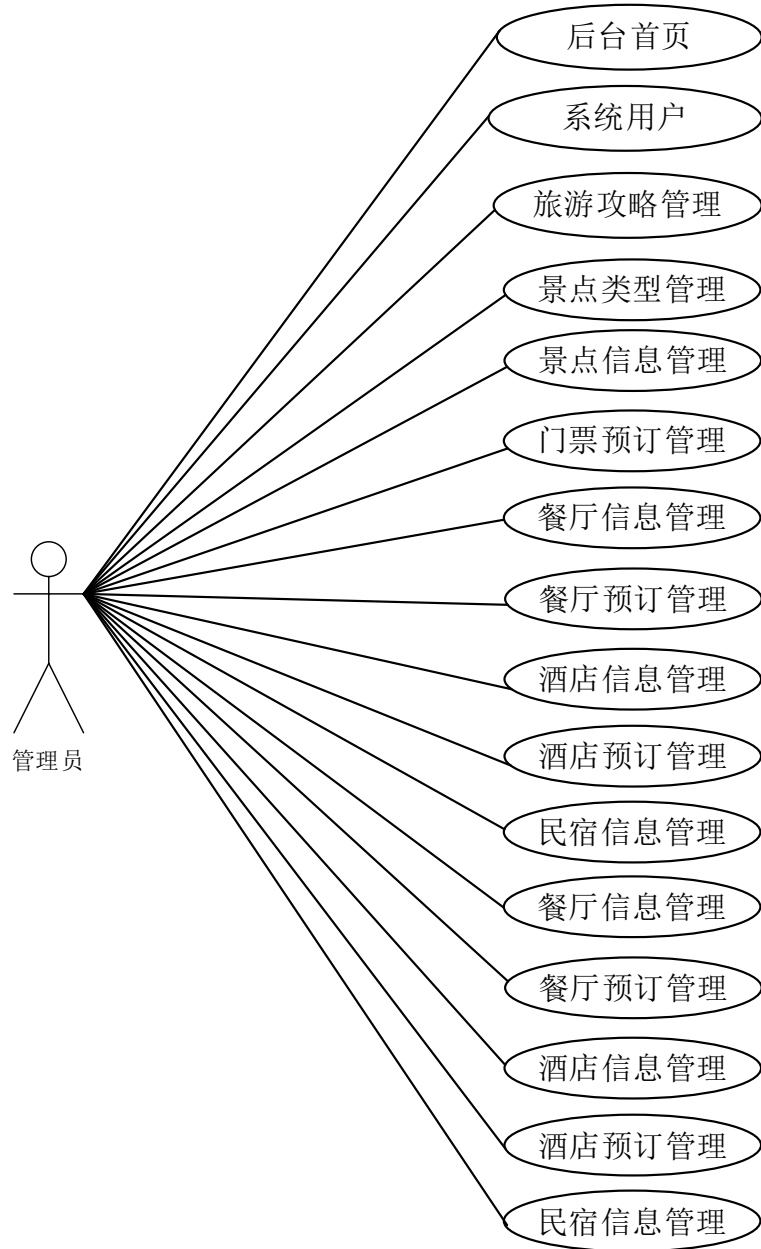 后台首页
系统用户
旅游攻略管理
景点类型管理
景点信息管理
门票预订管理
餐厅信息管理
餐厅预订管理
酒店信息管理
管理员
酒店预订管理
民宿信息管理
餐厅信息管理
餐厅预订管理
酒店信息管理
酒店预订管理
民宿信息管理